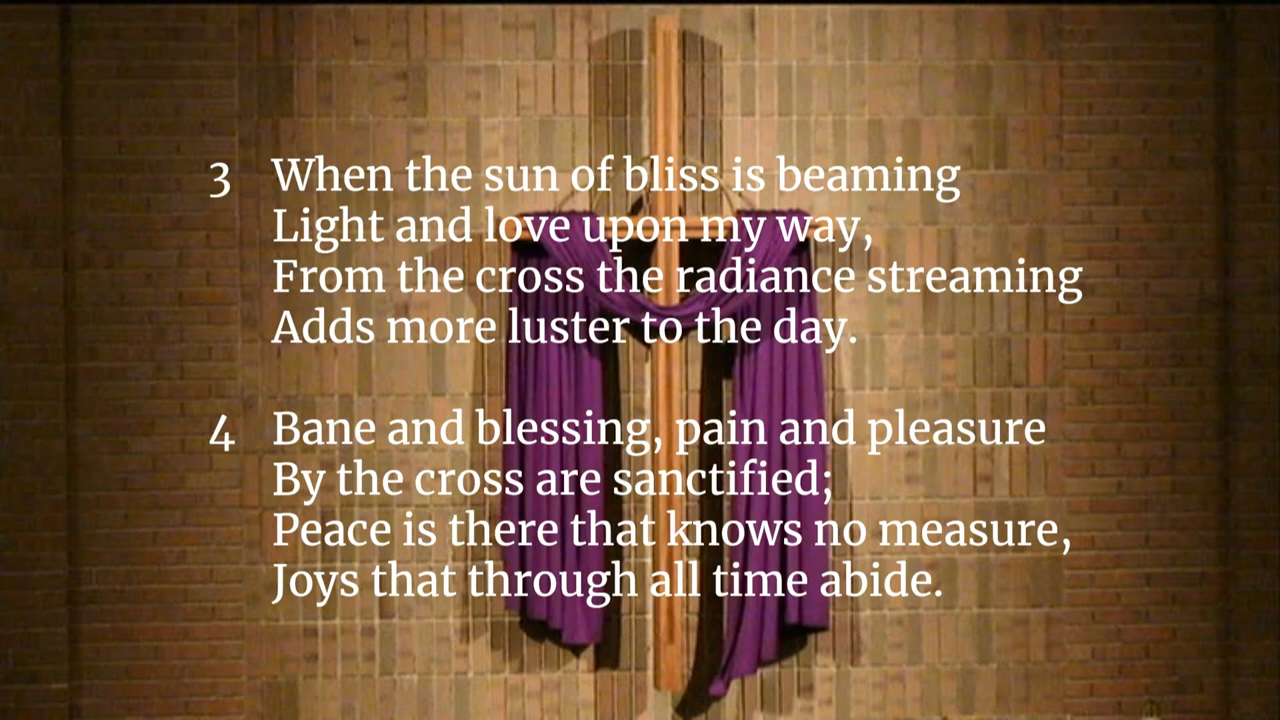 3 When the sun of bliss is beaming
Light and love upon my way,
From the cross the radiance streaming
Adds more luster to the day.
4 Bane and blessing, pain and pleasure
By the cross are sanctified;
Peace is there that knows no measure,
Joys that through all time abide.